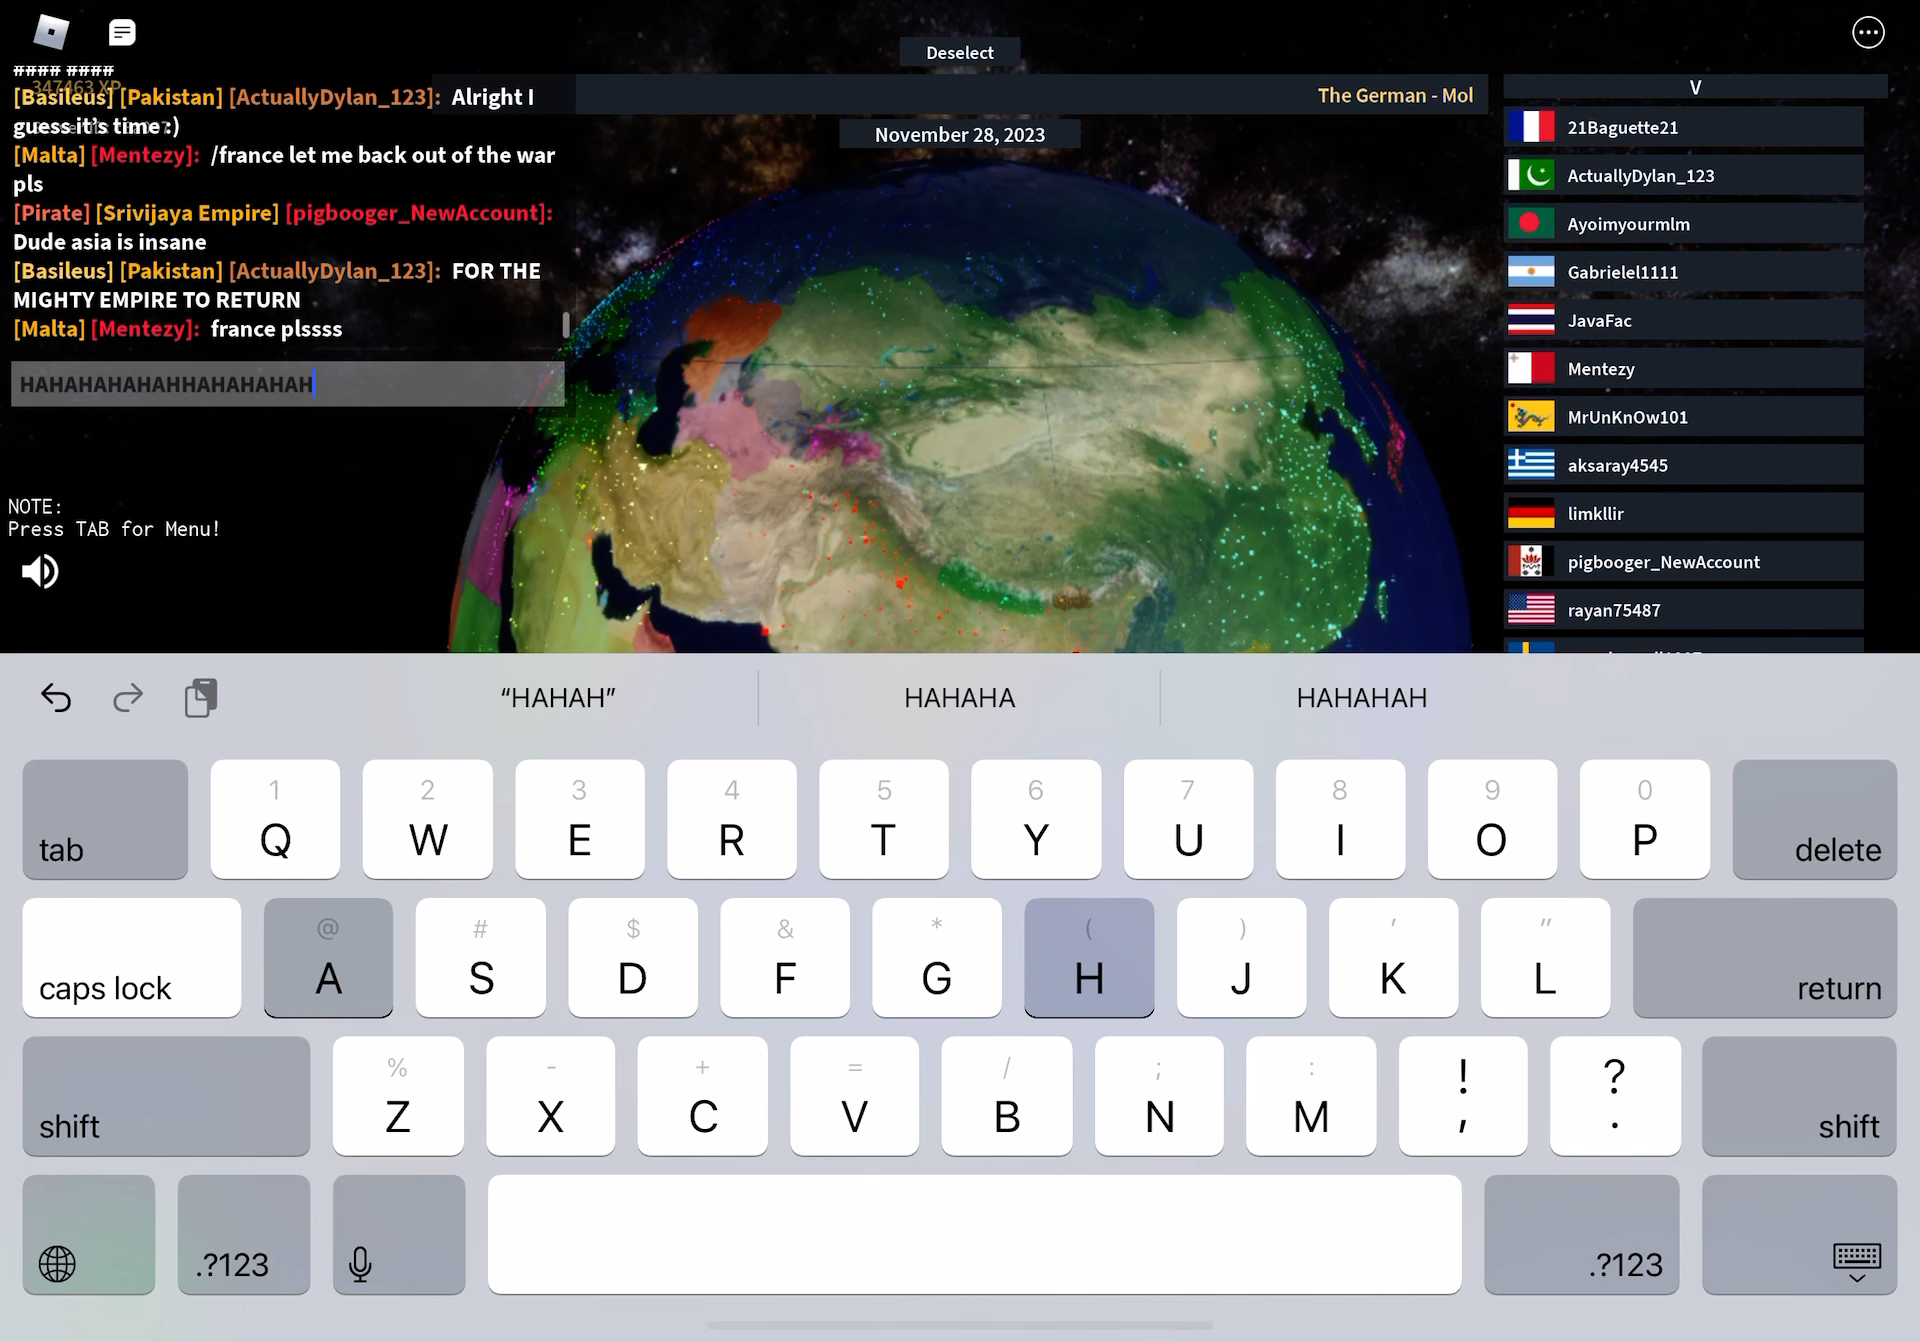 Deselect
#### ####
347463 XP
[Basileus] [Pakistan] [ActuallyDylan_123]: Alright I
guess it's time :)
[Malta] [Mentezy]: /france let me back out of the war
pls
[Pirate] [Srivijaya Empire] [pigbooger_NewAccount]:
Dude asia is insane
[Basileus] [Pakistan] [ActuallyDylan_123]: FOR THE
MIGHTY EMPIRE TO RETURN
[Malta] [Mentezy]: france plssss
HAHAHAHAHAHHAHAHAHAH
NOTE:
Press TAB for Menu!
The German - Mol
November 28, 2023
V
21Baguette21
ActuallyDylan_123
Ayoimyourmlm
Gabrielel1111
JavaFac
Mentezy
MrUnKnOw101
aksaray4545
limkllir
pigbooger_NewAccount
rayan75487
“HAHAH” HAHAHA HAHAHAH
1 2 3 4 5 6 7 8 9 0
tab Q W E R T Y U I O P delete
@ # $ & * ( ) ' "
caps lock A S D F G H J K L return
% - + = / ; : ! ?
shift Z X C V B N M , . shift
.?123 .?123